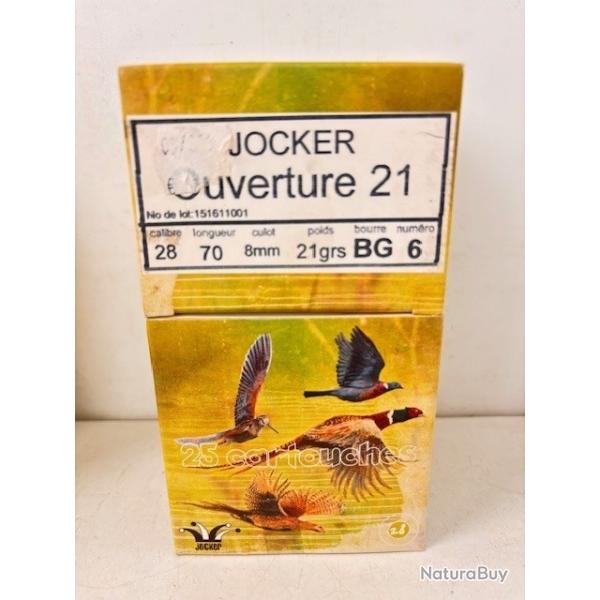 JOCKER
Ouverture 21
No de lot:151611001
calibre longueur culot poids bourre numéro
28 70 8mm 21grs BG 6
25 cartouches
JOCKER
28
NaturaBuy